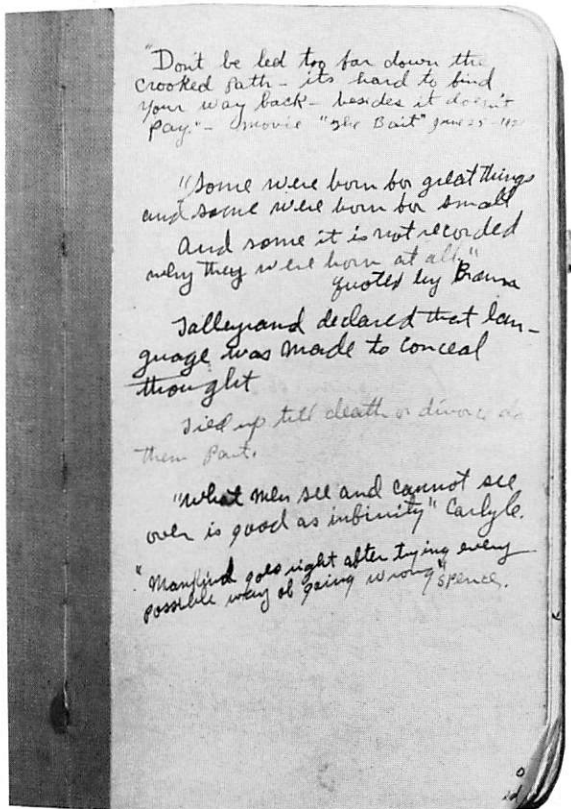 "Don't be led too far down the
crooked path - its hard to find
your way back - besides it doesn't
pay." - movie "The Bait" June 25 -
"Some were born for great things
and some were born for small
And some it is not recorded
why they were born at all"
quoted by
Talleyrand declared that lan-
guage was made to conceal
thought
Tied up till death or divorce do
them part.
"What men see and cannot see
over is good as infinity" Carlyle.
"Mankind goes right after trying every
possible way of going wrong" Spencer.